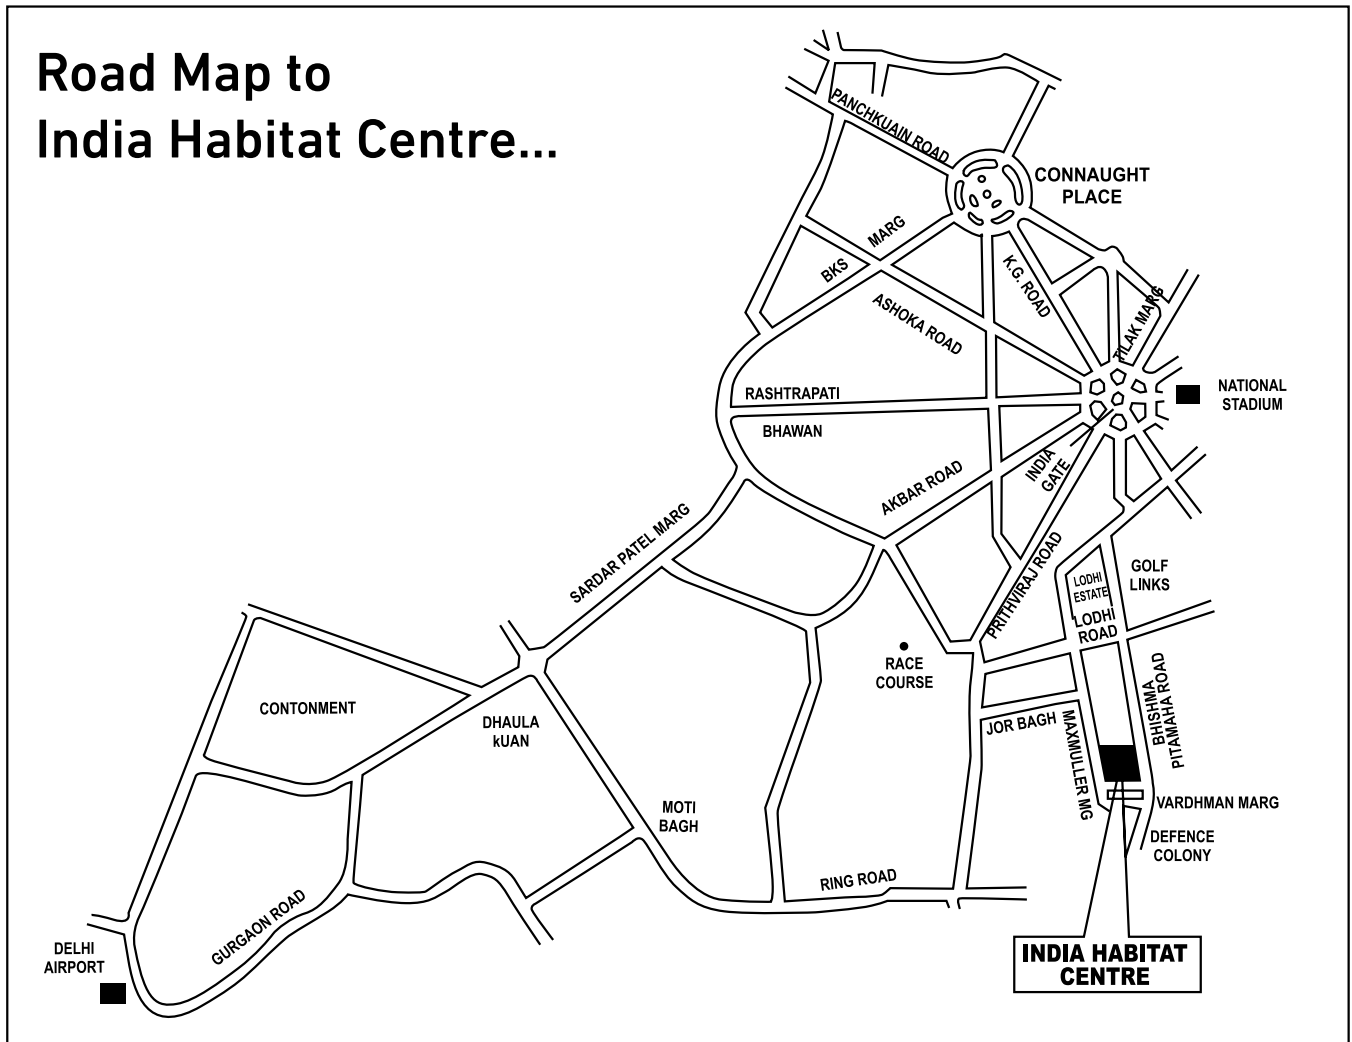 Road Map to
India Habitat Centre...
PANCHKUAIN ROAD
CONNAUGHT
PLACE
BKS MARG
K.G. ROAD
ASHOKA ROAD
TILAK MARG
RASHTRAPATI
BHAWAN
NATIONAL
STADIUM
AKBAR ROAD
INDIA
GATE
SARDAR PATEL MARG
PRITHVIRAJ ROAD
GOLF
LINKS
LODHI
ESTATE
LODHI
ROAD
RACE
COURSE
CONTONMENT
DHAULA
kUAN
JOR BAGH
MAXMULLER MG
BHISHMA
PITAMAHA ROAD
MOTI
BAGH
VARDHMAN MARG
DEFENCE
COLONY
RING ROAD
GURGAON ROAD
DELHI
AIRPORT
INDIA HABITAT
CENTRE